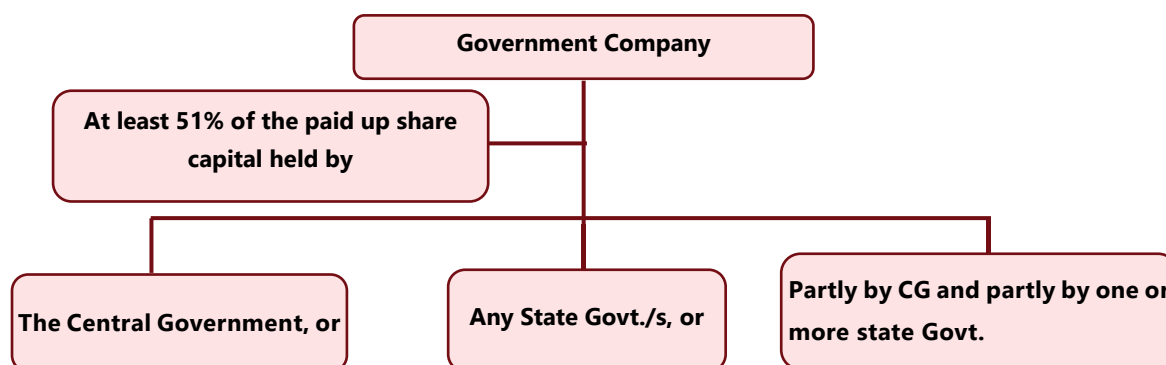 Government Company
At least 51% of the paid up share
capital held by
The Central Government, or
Any State Govt./s, or
Partly by CG and partly by one or
more state Govt.